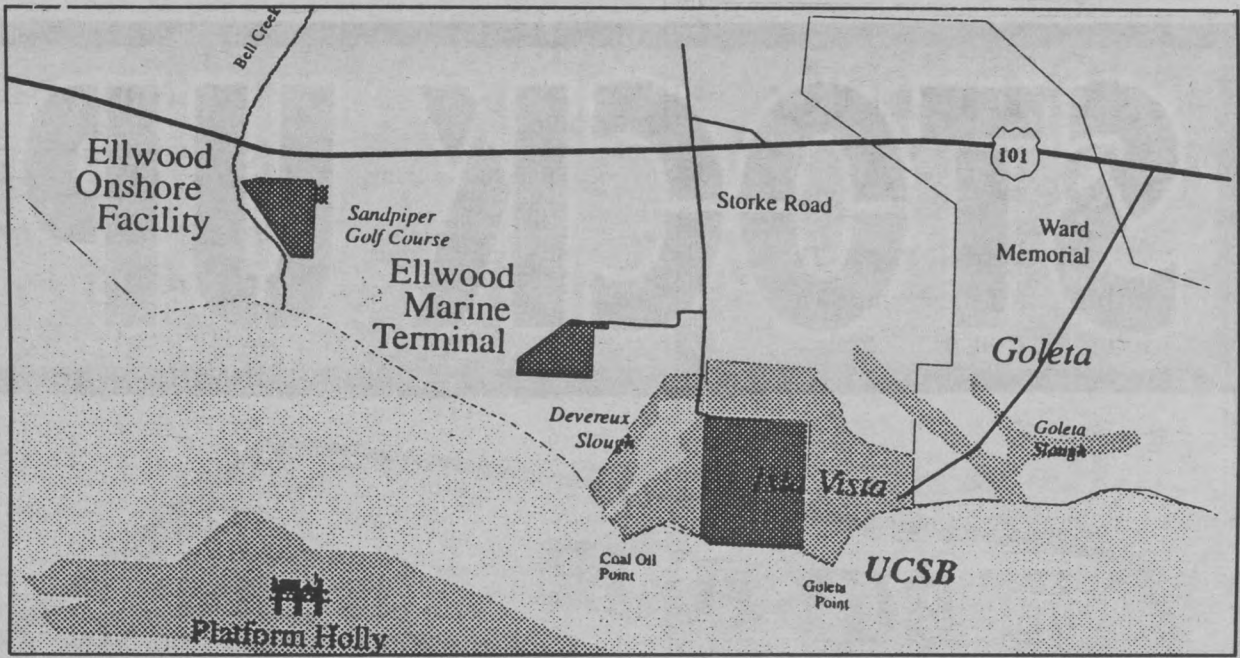 Bell Creek
Ellwood
Onshore
Facility
Sandpiper
Golf Course
Ellwood
Marine
Terminal
101
Storke Road
Ward
Memorial
Goleta
Devereux
Slough
Goleta
Slough
Isla Vista
Coal Oil
Point
Goleta
Point
UCSB
Platform Holly